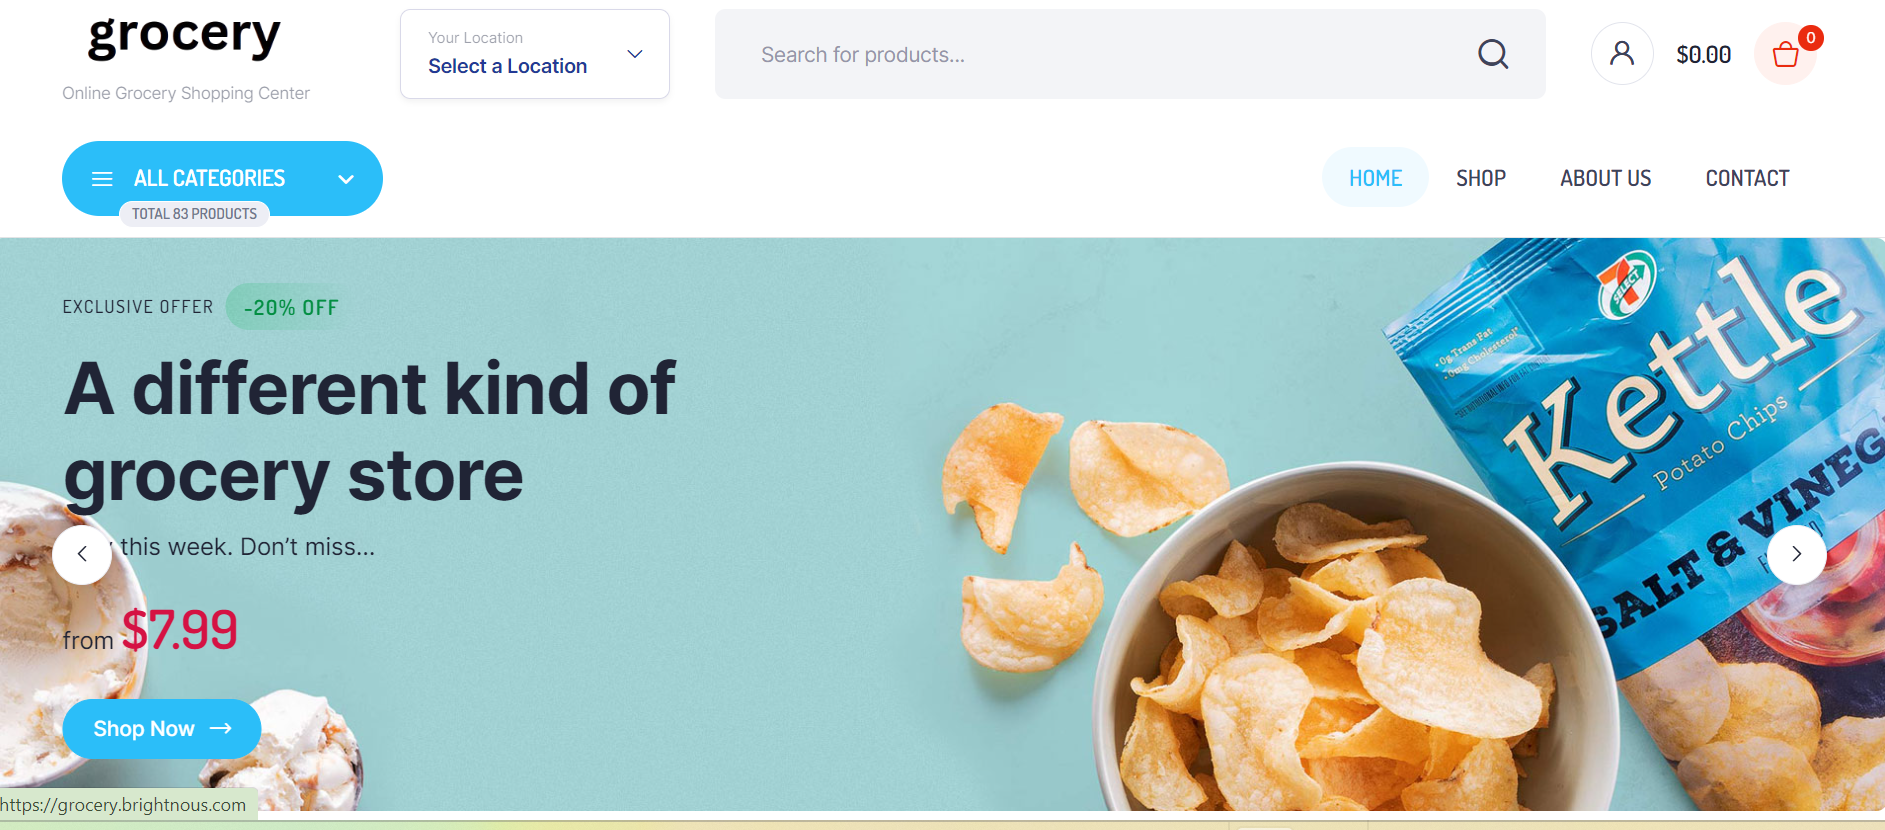 grocery
Online Grocery Shopping Center
Your Location
Select a Location
Search for products...
$0.00
0
ALL CATEGORIES
TOTAL 83 PRODUCTS
HOME
SHOP
ABOUT US
CONTACT
EXCLUSIVE OFFER
-20% OFF
A different kind of
grocery store
this week. Don't miss...
from $7.99
Shop Now
7
SELECT
·0g Trans Fat
·0mg Cholesterol*
Kettle
Potato Chips
SALT & VINEG
https://grocery.brightnous.com